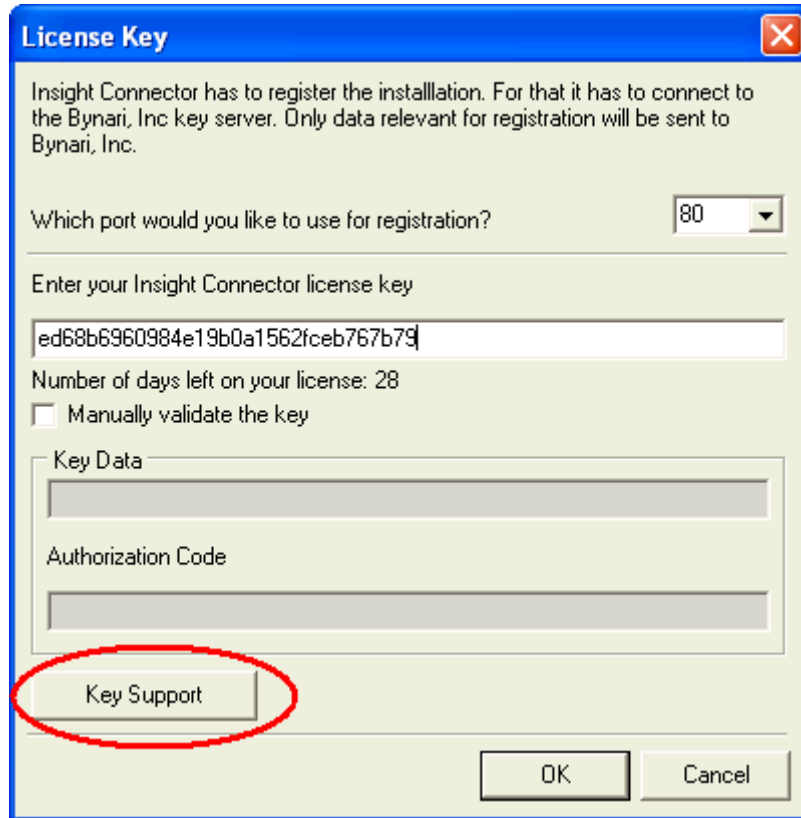 License Key
Insight Connector has to register the installlation. For that it has to connect to
the Bynari, Inc key server. Only data relevant for registration will be sent to
Bynari, Inc.
Which port would you like to use for registration?
80
Enter your Insight Connector license key
ed68b6960984e19b0a1562fceb767b79
Number of days left on your license: 28
Manually validate the key
Key Data
Authorization Code
Key Support
OK
Cancel